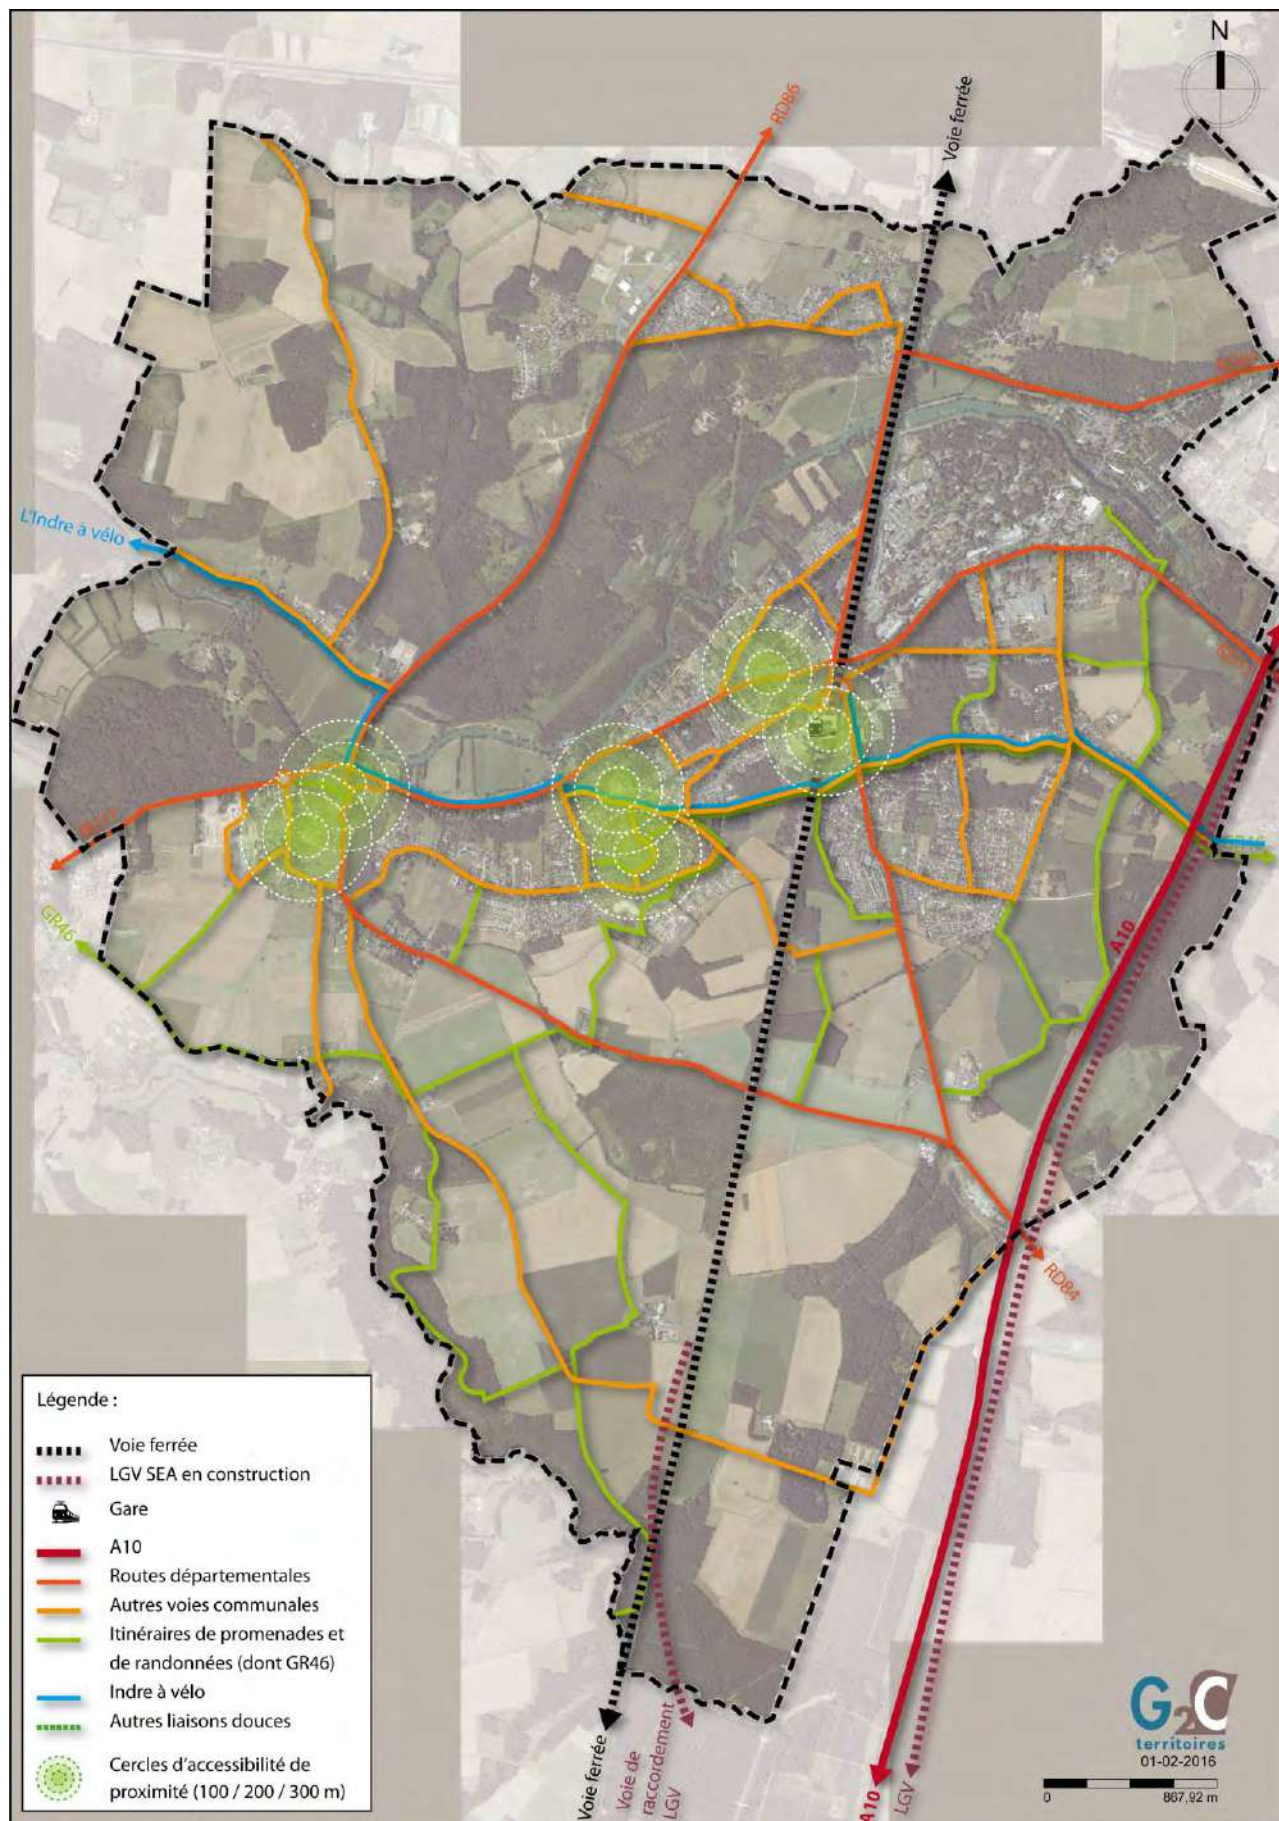 N
RD86
Voie ferrée
L'Indre à vélo
GR46
A10
RD84
Légende :
Voie ferrée
LGV SEA en construction
Gare
A10
Routes départementales
Autres voies communales
Itinéraires de promenades et
de randonnées (dont GR46)
Indre à vélo
Autres liaisons douces
Cercles d'accessibilité de
proximité (100 / 200 / 300 m)
Voie ferrée
Voie de
raccordement
LGV
A10
LGV
G2C
territoires
01-02-2016
0
867,92 m